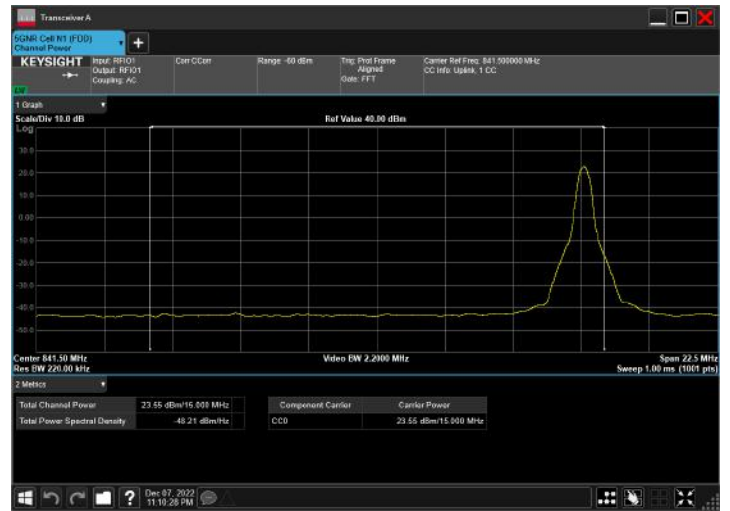 Transceiver A
5GNR Cell N1 (FDD)
Channel Power
+
KEYSIGHT
Input: RFIO1
Output: RFIO1
Coupling: AC
Corr CCorr
Range -60 dBm
Trig: Prot Frame
Aligned
Gate: FFT
Carrier Ref Freq: 841.500000 MHz
CC Info: Uplink, 1 CC
1 Graph
Scale/Div 10.0 dB
Ref Value 40.00 dBm
Log
30.0
20.0
10.0
0.00
-10.0
-20.0
-30.0
-40.0
-50.0
Center 841.50 MHz
Video BW 2.2000 MHz
Span 22.5 MHz
Res BW 220.00 kHz
Sweep 1.00 ms (1001 pts)
2 Metrics
Total Channel Power 23.55 dBm/15.000 MHz
Total Power Spectral Density -48.21 dBm/Hz
Component Carrier Carrier Power
CC0 23.55 dBm/15.000 MHz
?
Dec 07, 2022
11:10:28 PM